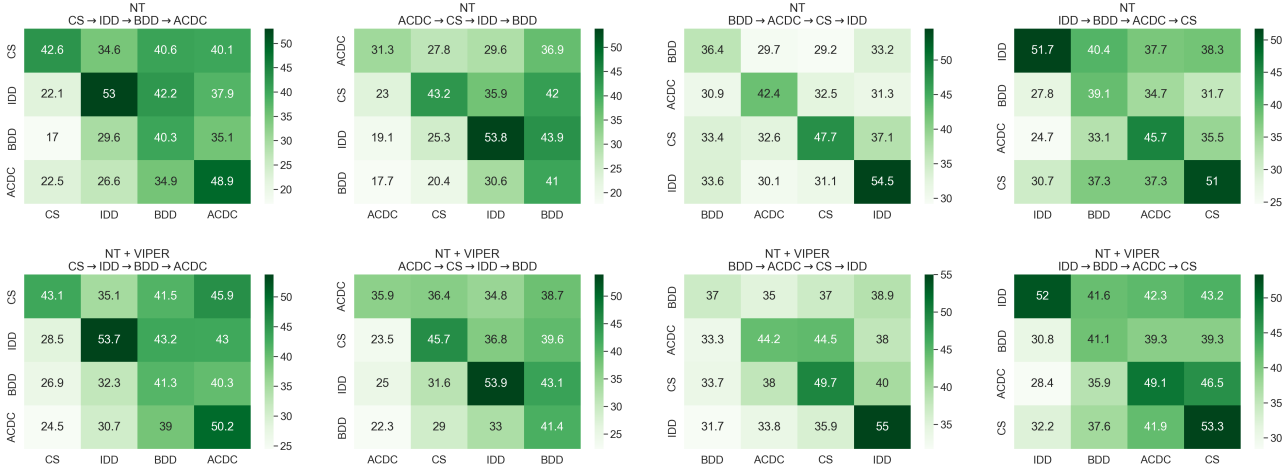 NT
CS → IDD → BDD → ACDC
CS 42.6 34.6 40.6 40.1
IDD 22.1 53 42.2 37.9
BDD 17 29.6 40.3 35.1
ACDC 22.5 26.6 34.9 48.9
CS IDD BDD ACDC
50
45
40
35
30
25
20
NT
ACDC → CS → IDD → BDD
ACDC 31.3 27.8 29.6 36.9
CS 23 43.2 35.9 42
IDD 19.1 25.3 53.8 43.9
BDD 17.7 20.4 30.6 41
ACDC CS IDD BDD
50
45
40
35
30
25
20
NT
BDD → ACDC → CS → IDD
BDD 36.4 29.7 29.2 33.2
ACDC 30.9 42.4 32.5 31.3
CS 33.4 32.6 47.7 37.1
IDD 33.6 30.1 31.1 54.5
BDD ACDC CS IDD
50
45
40
35
30
NT
IDD → BDD → ACDC → CS
IDD 51.7 40.4 37.7 38.3
BDD 27.8 39.1 34.7 31.7
ACDC 24.7 33.1 45.7 35.5
CS 30.7 37.3 37.3 51
IDD BDD ACDC CS
50
45
40
35
30
25
NT + VIPER
CS → IDD → BDD → ACDC
CS 43.1 35.1 41.5 45.9
IDD 28.5 53.7 43.2 43
BDD 26.9 32.3 41.3 40.3
ACDC 24.5 30.7 39 50.2
CS IDD BDD ACDC
50
45
40
35
30
25
NT + VIPER
ACDC → CS → IDD → BDD
ACDC 35.9 36.4 34.8 38.7
CS 23.5 45.7 36.8 39.6
IDD 25 31.6 53.9 43.1
BDD 22.3 29 33 41.4
ACDC CS IDD BDD
50
45
40
35
30
25
NT + VIPER
BDD → ACDC → CS → IDD
BDD 37 35 37 38.9
ACDC 33.3 44.2 44.5 38
CS 33.7 38 49.7 40
IDD 31.7 33.8 35.9 55
BDD ACDC CS IDD
55
50
45
40
35
NT + VIPER
IDD → BDD → ACDC → CS
IDD 52 41.6 42.3 43.2
BDD 30.8 41.1 39.3 39.3
ACDC 28.4 35.9 49.1 46.5
CS 32.2 37.6 41.9 53.3
IDD BDD ACDC CS
50
45
40
35
30